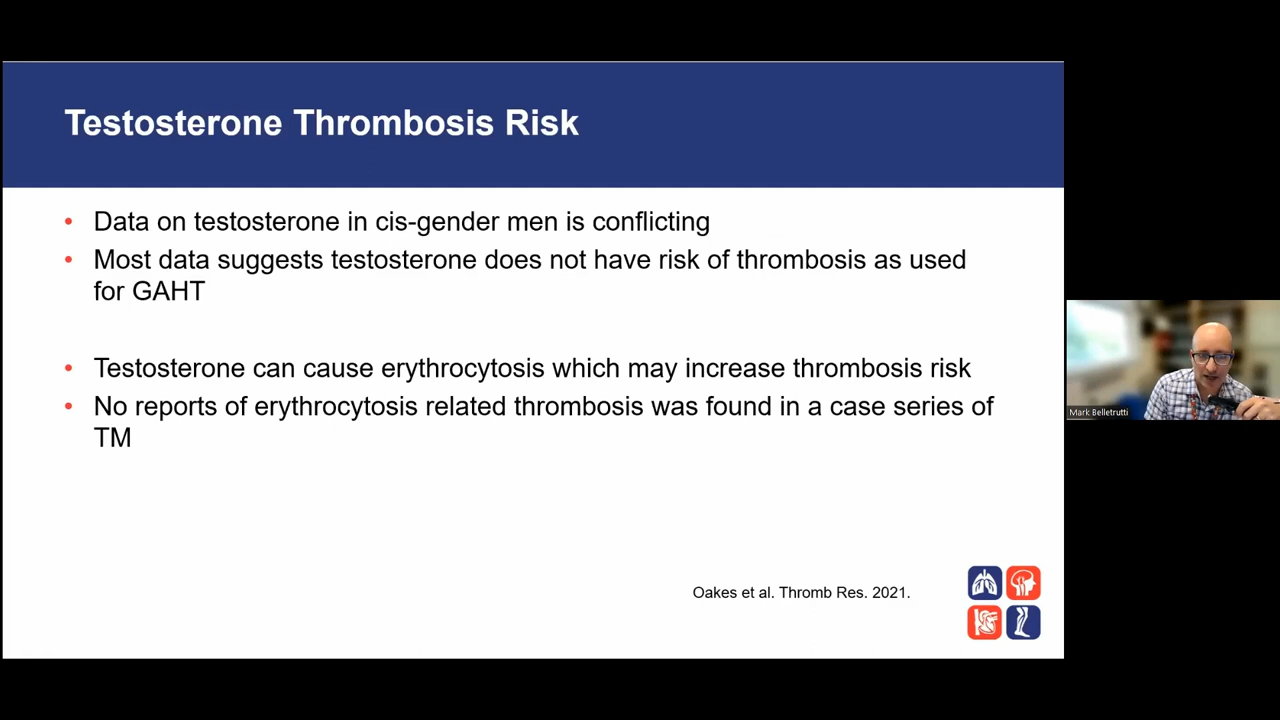 Testosterone Thrombosis Risk
• Data on testosterone in cis-gender men is conflicting
• Most data suggests testosterone does not have risk of thrombosis as used
for GAHT
• Testosterone can cause erythrocytosis which may increase thrombosis risk
• No reports of erythrocytosis related thrombosis was found in a case series of
TM
Oakes et al. Thromb Res. 2021.
Mark Belletrutti